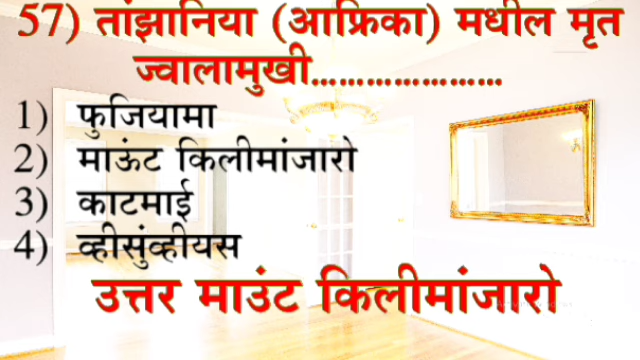 57) तांझानिया (आफ्रिका) मधील मृत
ज्वालामुखी.....................
1) फुजियामा
2) माऊंट किलीमांजारो
3) काटमाई
4) व्हीसुंव्हीयस
उत्तर माउंट किलीमांजारो